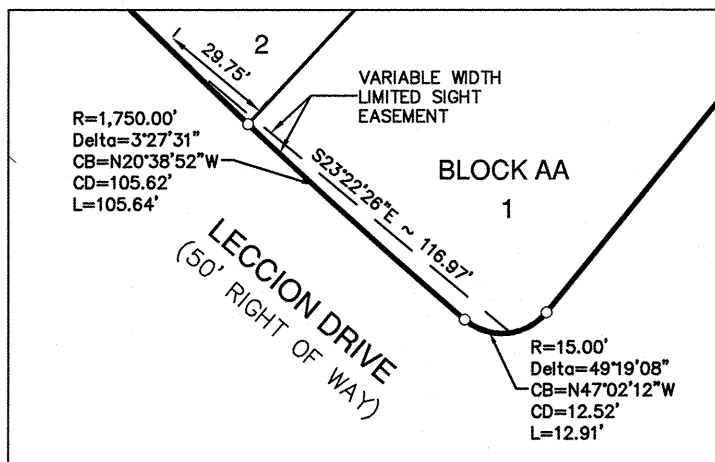 2
29.75'
VARIABLE WIDTH
LIMITED SIGHT
EASEMENT
R=1,750.00'
Delta=3°27'31"
CB=N20°38'52"W
CD=105.62'
L=105.64'
S23°22'26"E ~ 116.97'
BLOCK AA
1
LECCION DRIVE
(50' RIGHT OF WAY)
R=15.00'
Delta=49°19'08"
CB=N47°02'12"W
CD=12.52'
L=12.91'